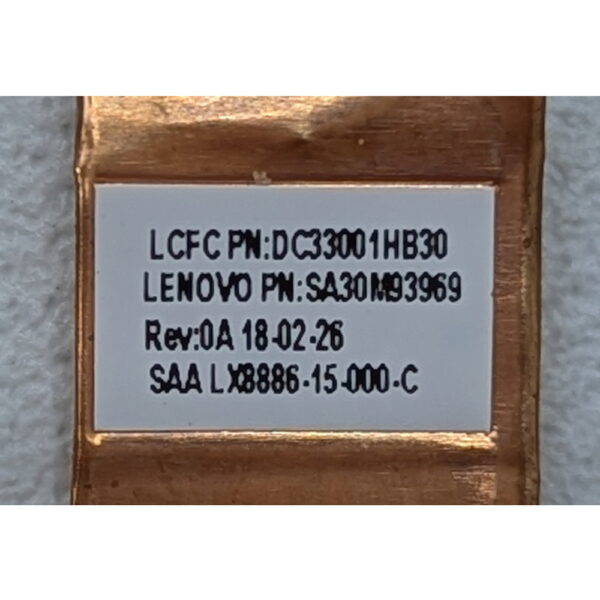 LCFC PN:DC33001HB30
LENOVO PN:SA30M93969
Rev:0A 18-02-26
SAA LX8886-15-000-C